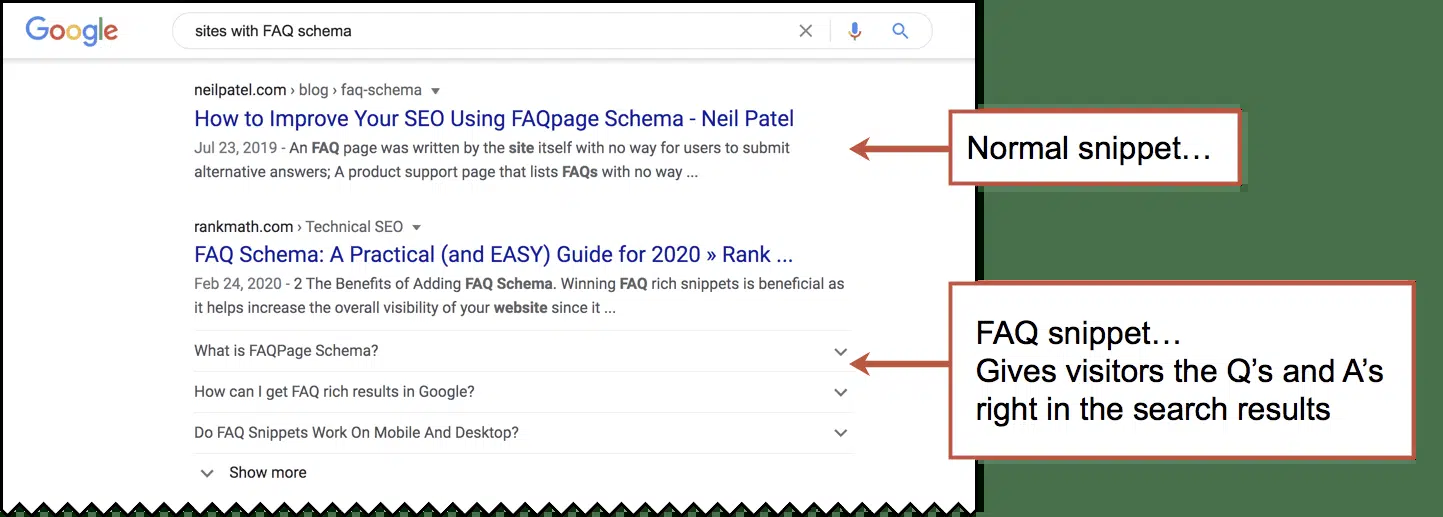 Google
sites with FAQ schema
neilpatel.com › blog › faq-schema
How to Improve Your SEO Using FAQpage Schema - Neil Patel
Jul 23, 2019 - An FAQ page was written by the site itself with no way for users to submit
alternative answers; A product support page that lists FAQs with no way ...
Normal snippet…
rankmath.com › Technical SEO
FAQ Schema: A Practical (and EASY) Guide for 2020 » Rank ...
Feb 24, 2020 - 2 The Benefits of Adding FAQ Schema. Winning FAQ rich snippets is beneficial as
it helps increase the overall visibility of your website since it ...
What is FAQPage Schema?
How can I get FAQ rich results in Google?
Do FAQ Snippets Work On Mobile And Desktop?
Show more
FAQ snippet…
Gives visitors the Q’s and A’s
right in the search results